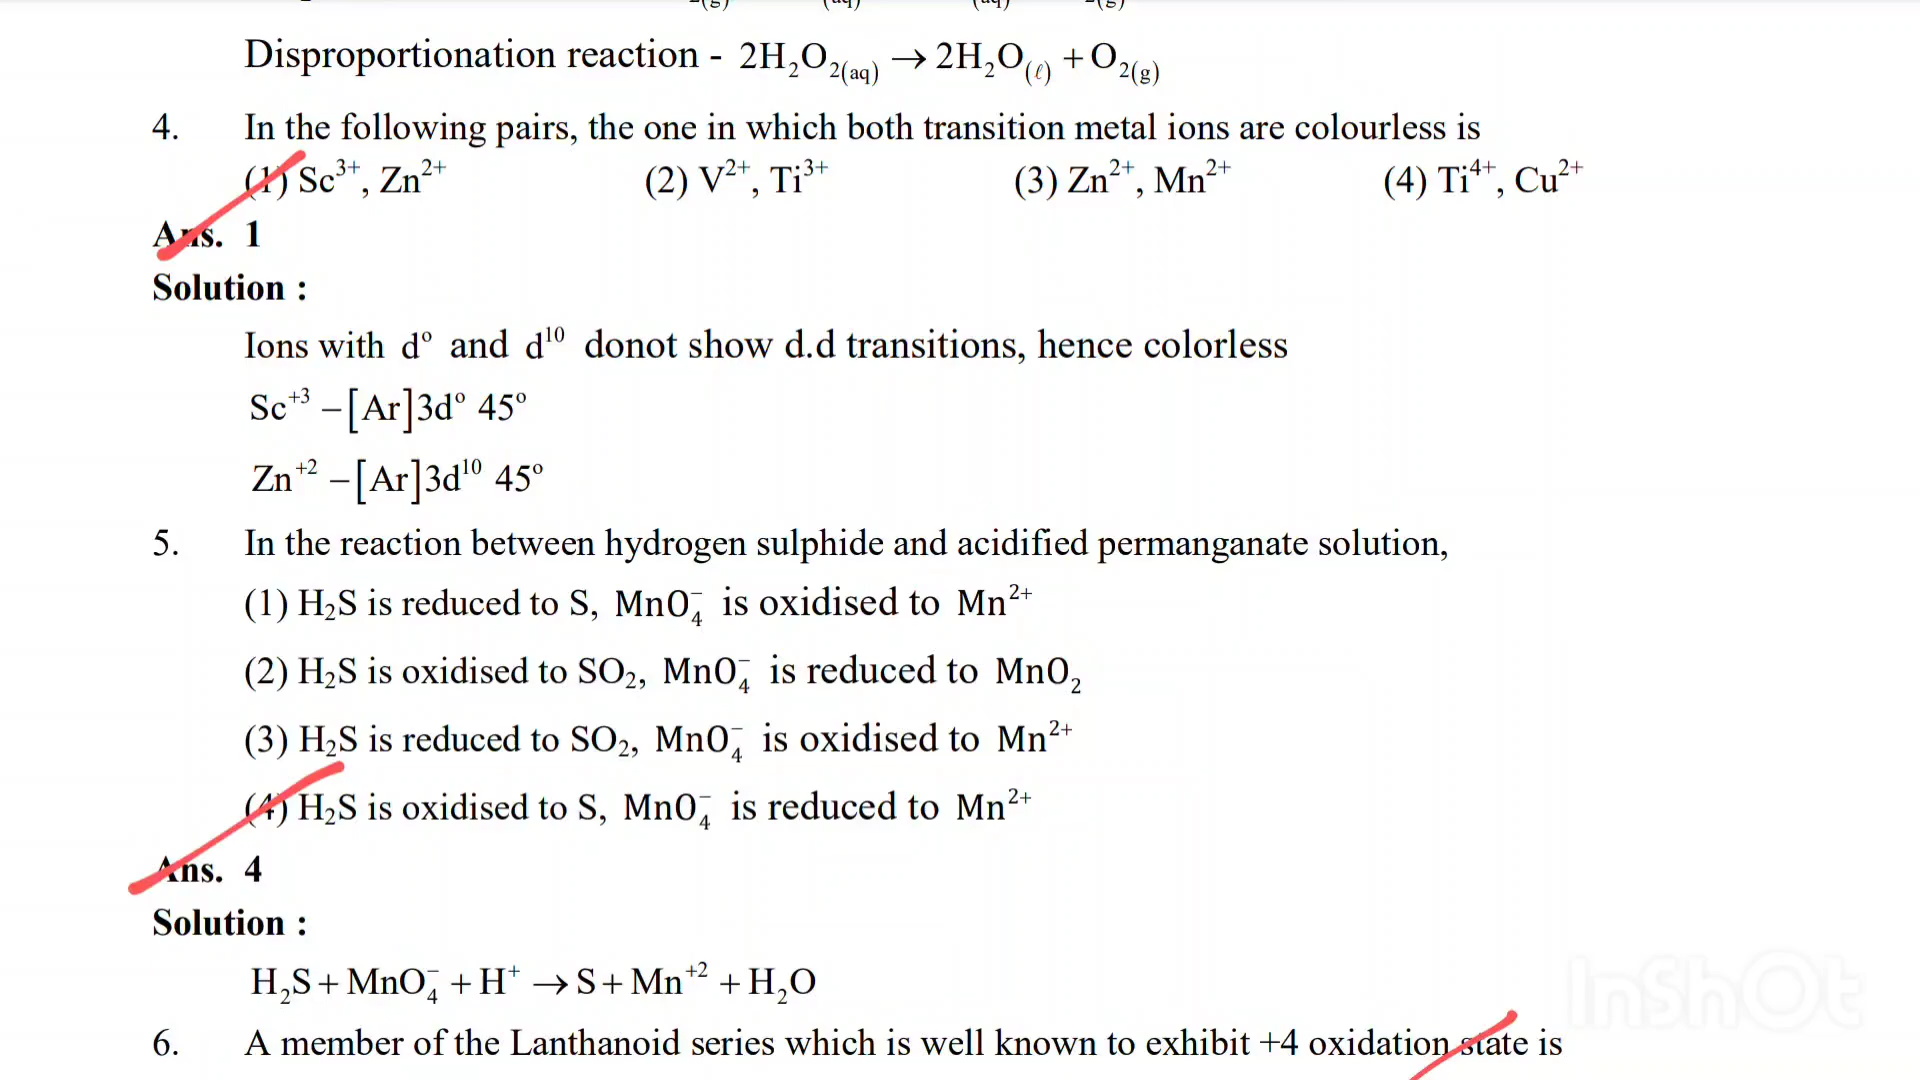 Disproportionation reaction - 2H₂O₂(aq) → 2H₂O(ℓ) + O₂(g)
4. In the following pairs, the one in which both transition metal ions are colourless is
(1) Sc³⁺, Zn²⁺ (2) V²⁺, Ti³⁺ (3) Zn²⁺, Mn²⁺ (4) Ti⁴⁺, Cu²⁺
Ans. 1
Solution :
Ions with d° and d¹⁰ donot show d.d transitions, hence colorless
Sc⁺³ –[Ar]3d° 45°
Zn⁺² –[Ar]3d¹⁰ 45°
5. In the reaction between hydrogen sulphide and acidified permanganate solution,
(1) H₂S is reduced to S, MnO₄⁻ is oxidised to Mn²⁺
(2) H₂S is oxidised to SO₂, MnO₄⁻ is reduced to MnO₂
(3) H₂S is reduced to SO₂, MnO₄⁻ is oxidised to Mn²⁺
(4) H₂S is oxidised to S, MnO₄⁻ is reduced to Mn²⁺
Ans. 4
Solution :
H₂S + MnO₄⁻ + H⁺ → S + Mn⁺² + H₂O
InShOt
6. A member of the Lanthanoid series which is well known to exhibit +4 oxidation state is